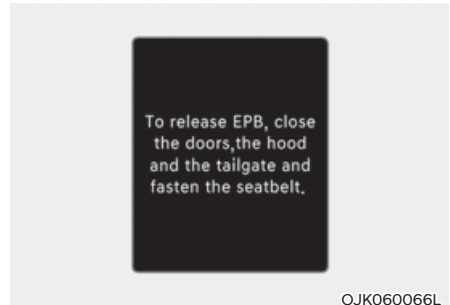 To release EPB, close
the doors,the hood
and the tailgate and
fasten the seatbelt.
OJK060066L